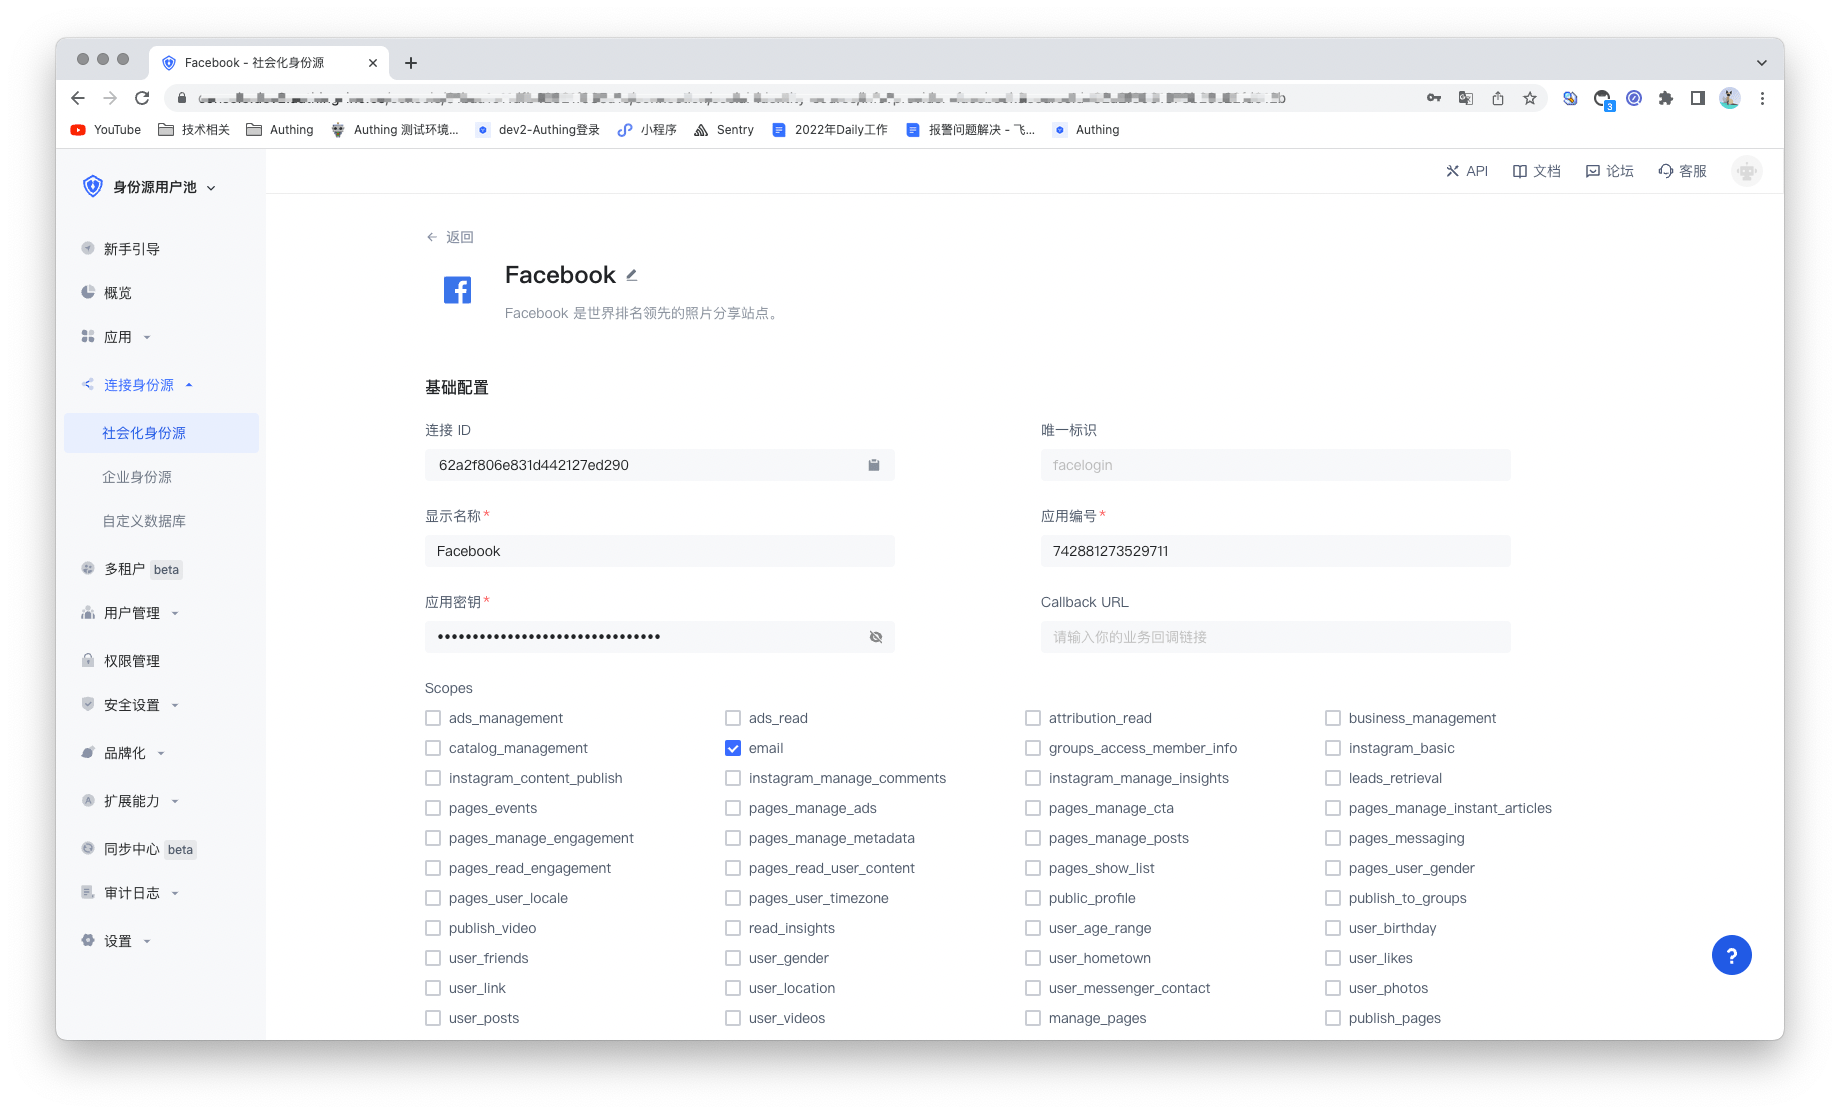 Facebook - 社会化身份源
YouTube 技术相关 Authing Authing 测试环境... dev2-Authing登录 小程序 Sentry 2022年Daily工作 报警问题解决 - 飞... Authing
3
身份源用户池
API 文档 论坛 客服
新手引导
概览
应用
连接身份源
社会化身份源
企业身份源
自定义数据库
多租户 beta
用户管理
权限管理
安全设置
品牌化
扩展能力
同步中心 beta
审计日志
设置
返回
Facebook
Facebook 是世界排名领先的照片分享站点。
基础配置
连接 ID 唯一标识
62a2f806e831d442127ed290 facelogin
显示名称* 应用编号*
Facebook 742881273529711
应用密钥* Callback URL
请输入你的业务回调链接
Scopes
ads_management ads_read attribution_read business_management
catalog_management email groups_access_member_info instagram_basic
instagram_content_publish instagram_manage_comments instagram_manage_insights leads_retrieval
pages_events pages_manage_ads pages_manage_cta pages_manage_instant_articles
pages_manage_engagement pages_manage_metadata pages_manage_posts pages_messaging
pages_read_engagement pages_read_user_content pages_show_list pages_user_gender
pages_user_locale pages_user_timezone public_profile publish_to_groups
publish_video read_insights user_age_range user_birthday
user_friends user_gender user_hometown user_likes
user_link user_location user_messenger_contact user_photos
user_posts user_videos manage_pages publish_pages
?